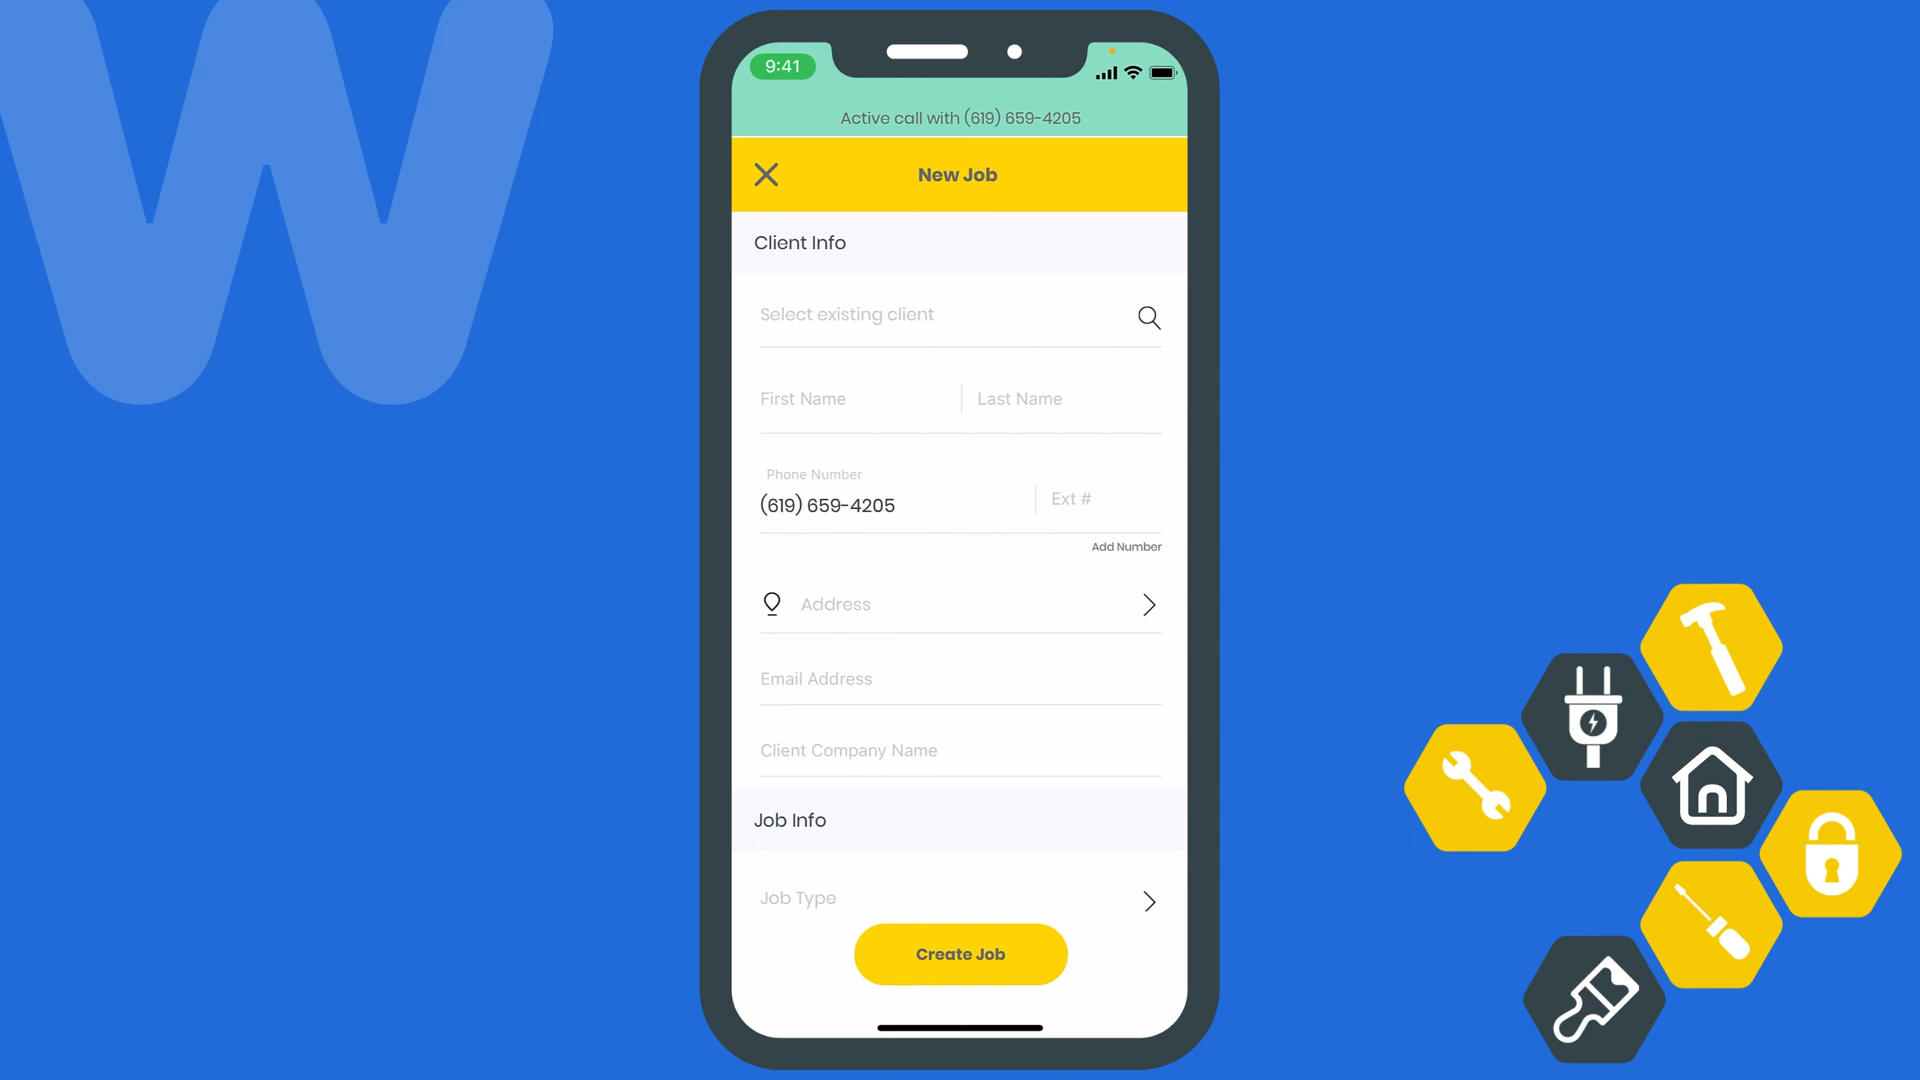 W
9:41
Active call with (619) 659-4205
New Job
Client Info
Select existing client
First Name
Last Name
Phone Number
(619) 659-4205
Ext #
Add Number
Address
Email Address
Client Company Name
Job Info
Job Type
Create Job